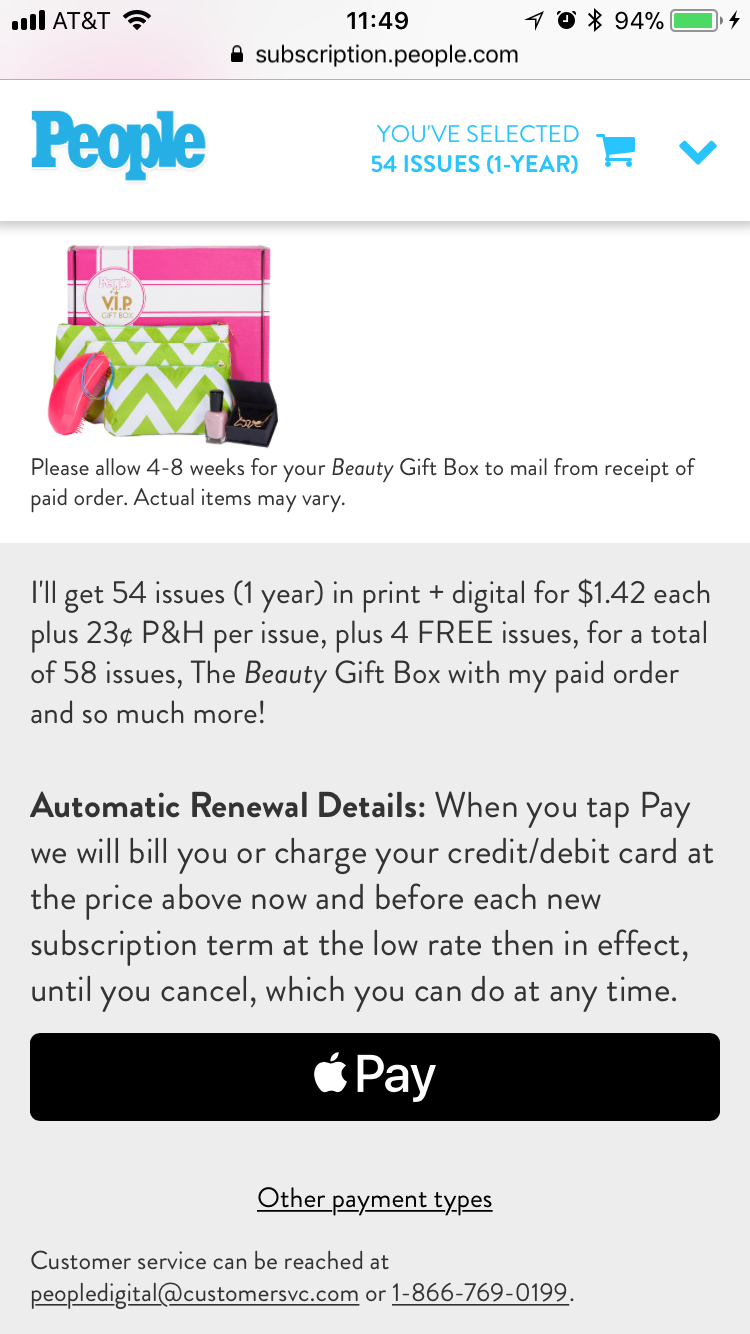 AT&T 11:49 94%
subscription.people.com
People
YOU'VE SELECTED
54 ISSUES (1-YEAR)
People
V.I.P.
GIFT BOX
love
Please allow 4-8 weeks for your Beauty Gift Box to mail from receipt of
paid order. Actual items may vary.
I'll get 54 issues (1 year) in print + digital for $1.42 each
plus 23¢ P&H per issue, plus 4 FREE issues, for a total
of 58 issues, The Beauty Gift Box with my paid order
and so much more!
Automatic Renewal Details: When you tap Pay
we will bill you or charge your credit/debit card at
the price above now and before each new
subscription term at the low rate then in effect,
until you cancel, which you can do at any time.
Pay
Other payment types
Customer service can be reached at
peopledigital@customersvc.com or 1-866-769-0199.